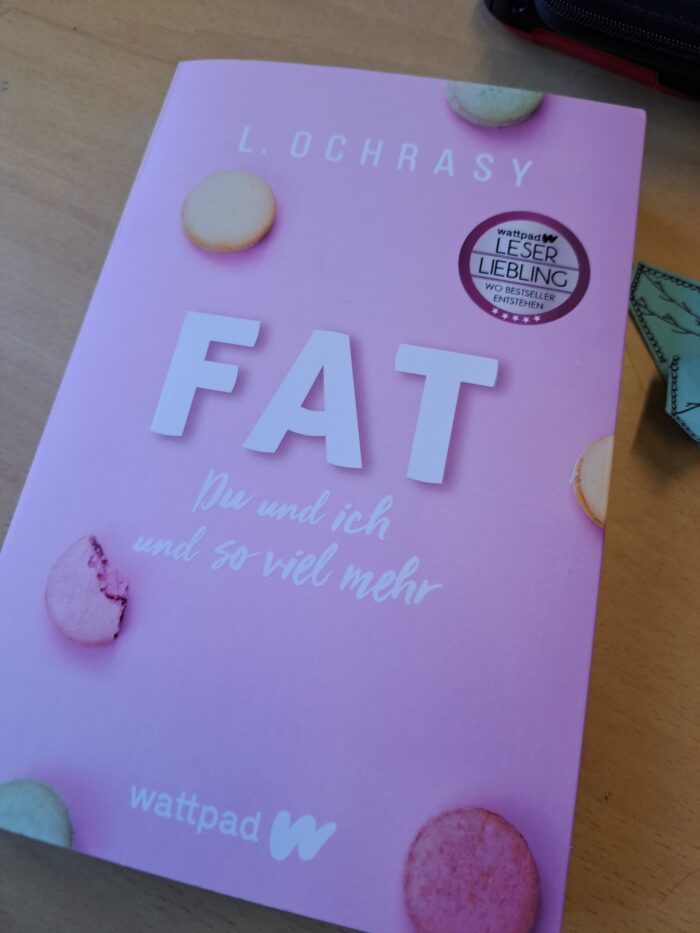 L. OCHRASY
wattpad
LESER
LIEBLING
WO BESTSELLER
ENTSTEHEN
FAT
Du und ich
und so viel mehr
wattpad